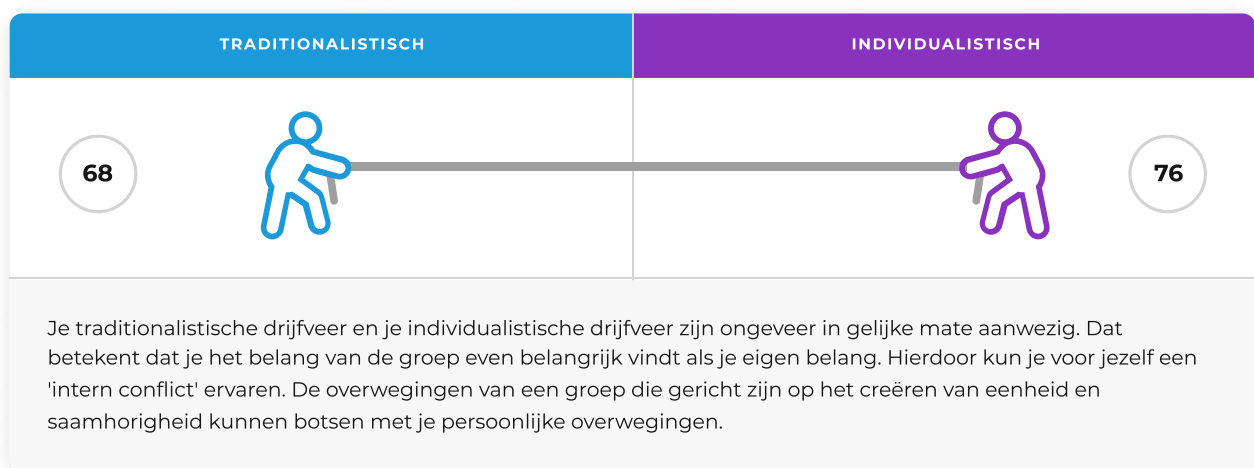 TRADITIONALISTISCH
INDIVIDUALISTISCH
68
76
Je traditionalistische drijfveer en je individualistische drijfveer zijn ongeveer in gelijke mate aanwezig. Dat
betekent dat je het belang van de groep even belangrijk vindt als je eigen belang. Hierdoor kun je voor jezelf een
'intern conflict' ervaren. De overwegingen van een groep die gericht zijn op het creëren van eenheid en
saamhorigheid kunnen botsen met je persoonlijke overwegingen.